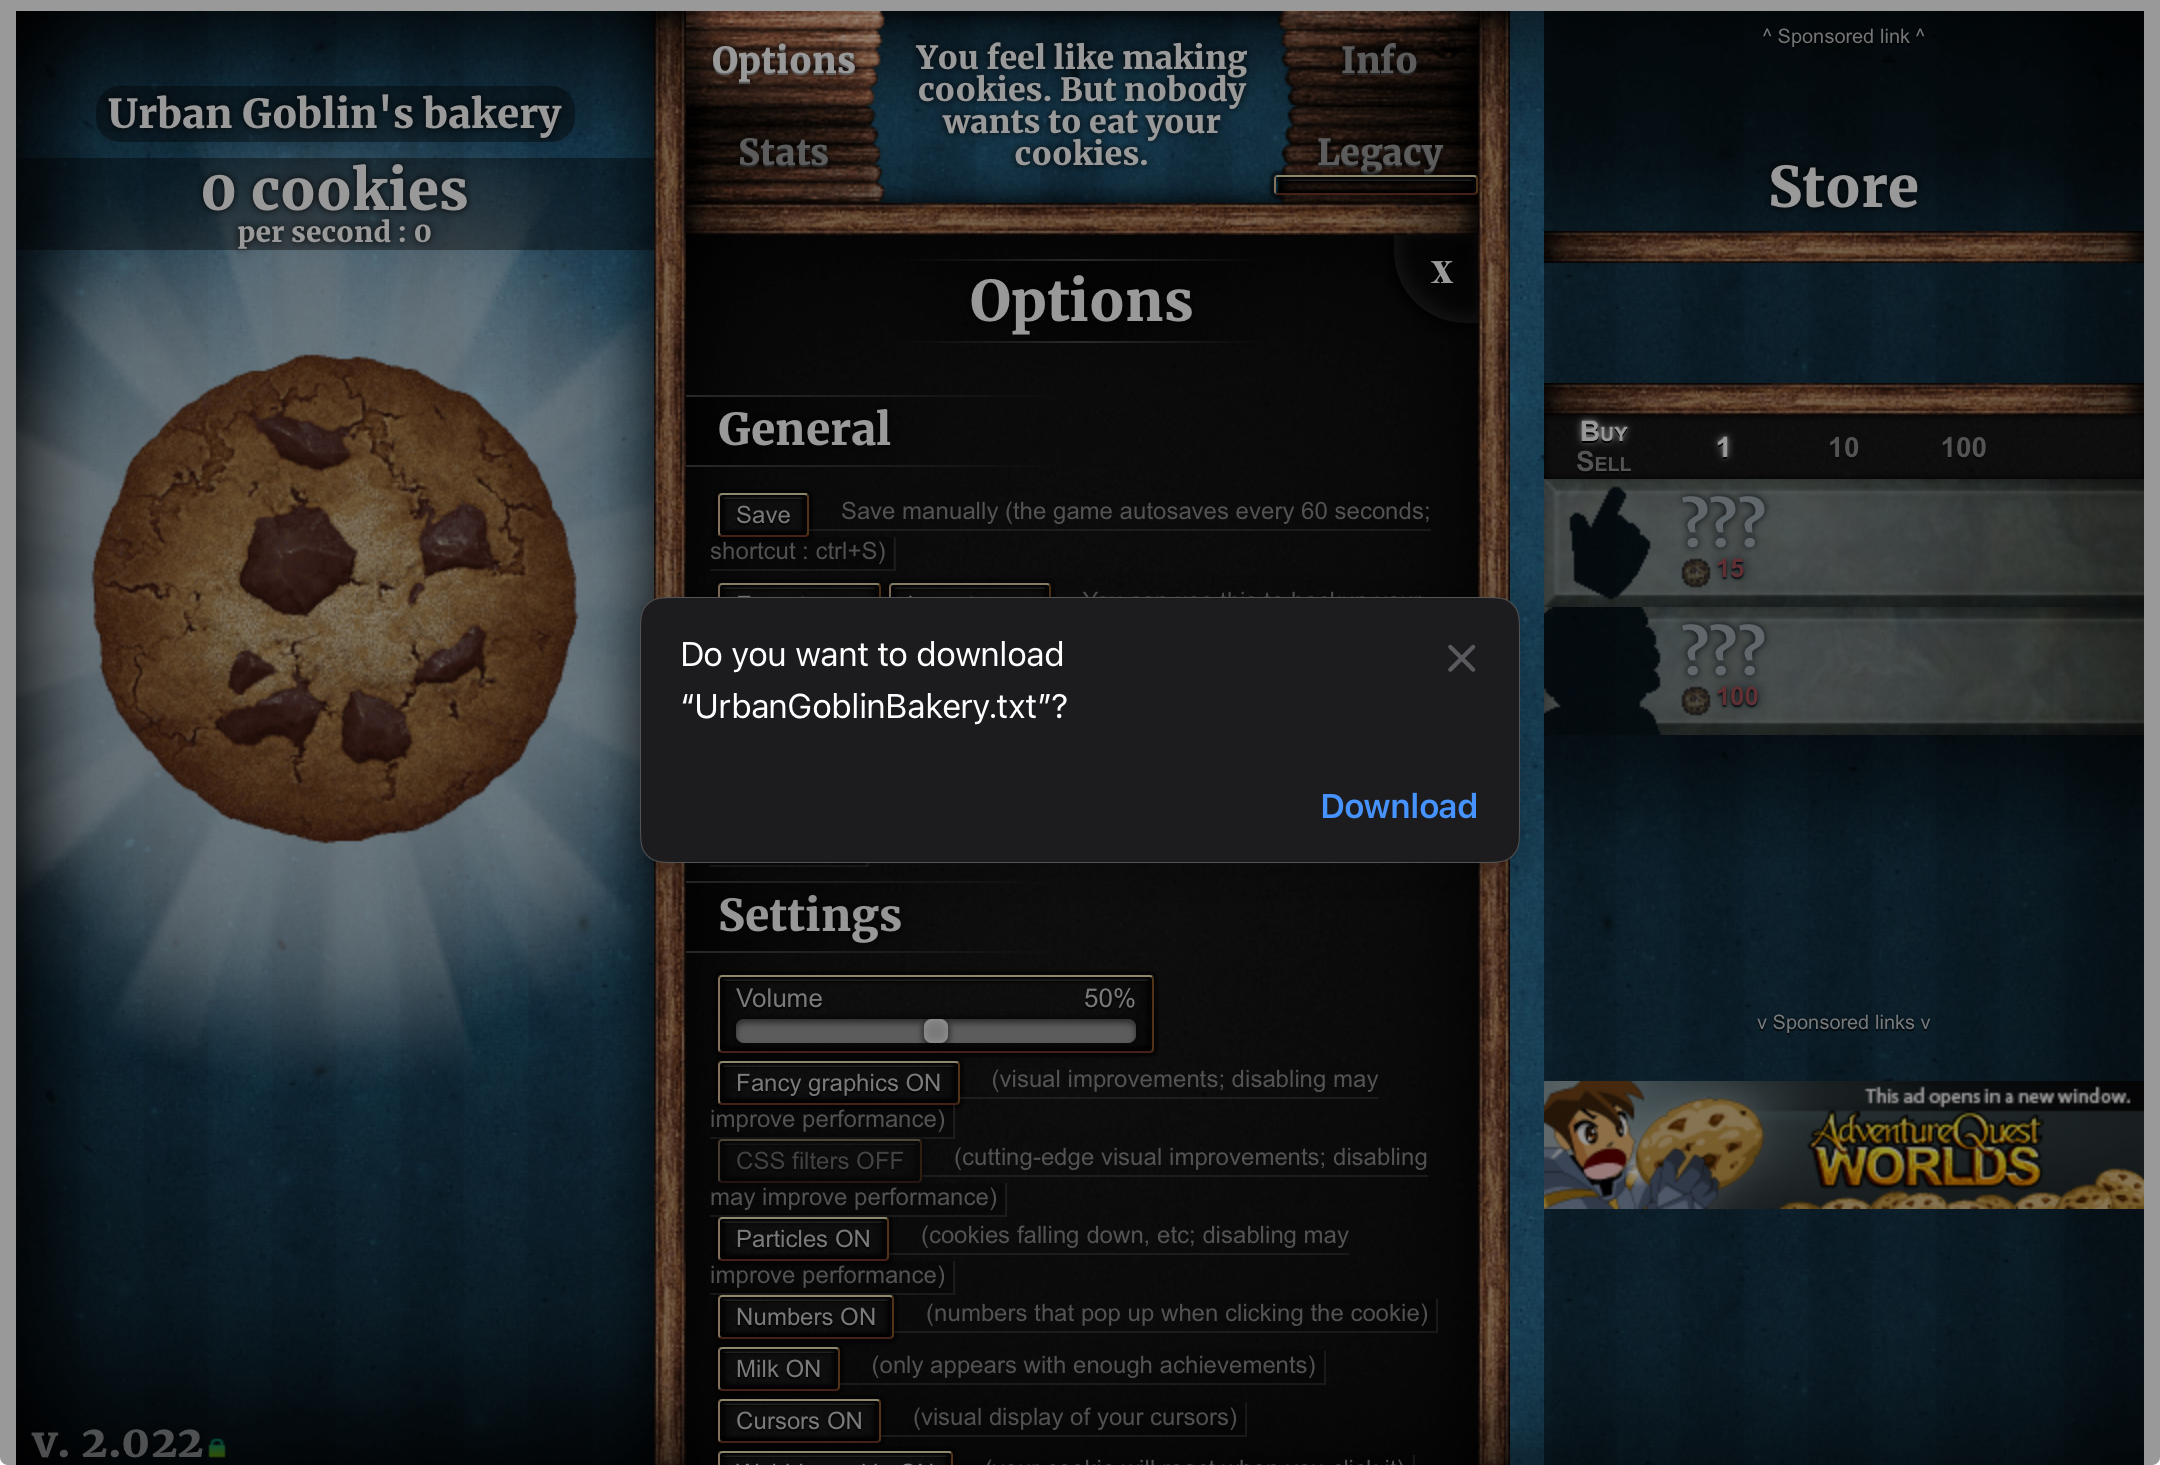 Urban Goblin's bakery
0 cookies
per second : 0
v. 2.022
Options
Stats
You feel like making
cookies. But nobody
wants to eat your
cookies.
Info
Legacy
Options
x
General
Save
Save manually (the game autosaves every 60 seconds;
shortcut : ctrl+S)
Do you want to download
“UrbanGoblinBakery.txt”?
Download
Settings
Volume 50%
Fancy graphics ON (visual improvements; disabling may
improve performance)
CSS filters OFF (cutting-edge visual improvements; disabling
may improve performance)
Particles ON (cookies falling down, etc; disabling may
improve performance)
Numbers ON (numbers that pop up when clicking the cookie)
Milk ON (only appears with enough achievements)
Cursors ON (visual display of your cursors)
^ Sponsored link ^
Store
Buy
Sell
1 10 100
???
15
???
100
v Sponsored links v
This ad opens in a new window.
AdventureQuest
WORLDS